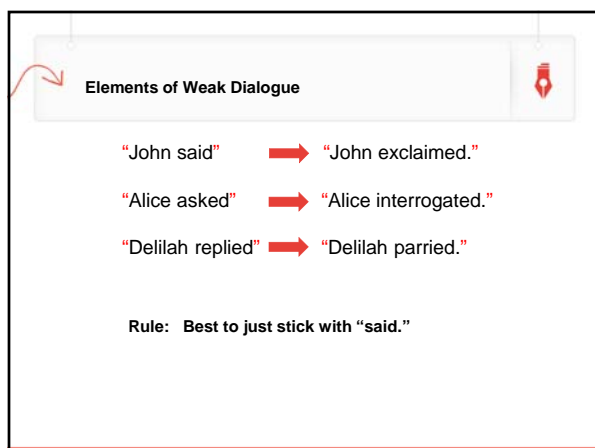 Elements of Weak Dialogue
“John said” “John exclaimed.”
“Alice asked” “Alice interrogated.”
“Delilah replied” “Delilah parried.”
Rule: Best to just stick with “said.”